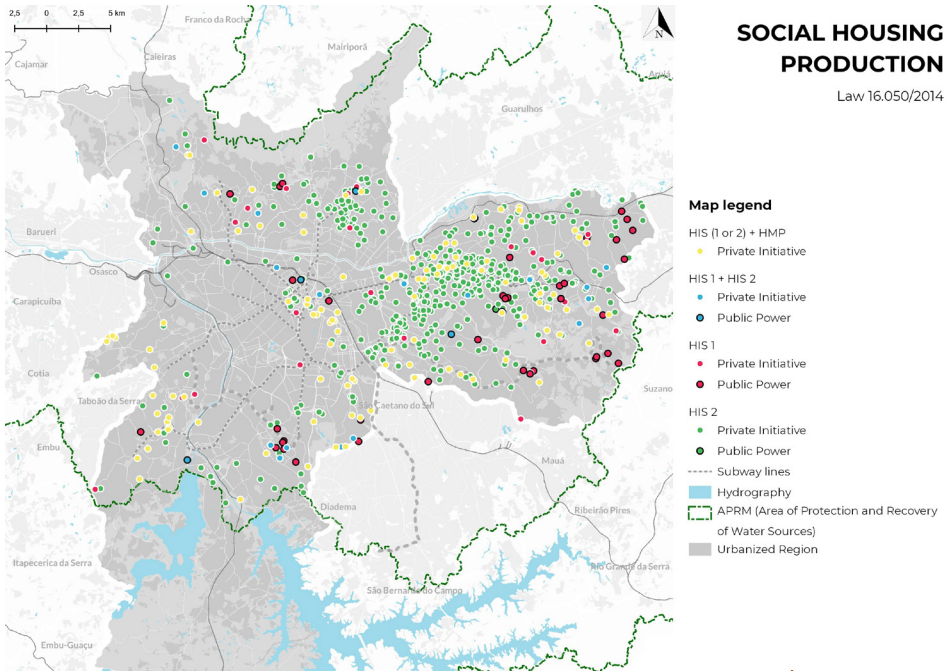 2,5 0 2,5 5 km
N
SOCIAL HOUSING
PRODUCTION
Law 16.050/2014
Franco da Rocha
Mairiporã
Caieiras
Cajamar
Guarulhos
Barueri
Osasco
Carapicuíba
Cotia
Taboão da Serra
São Caetano do Sul
Suzano
Embu
Mauá
Diadema
Ribeirão Pires
Itapecerica da Serra
Rio Grande da Serra
São Bernardo do Campo
Embu-Guaçu
Map legend
HIS (1 or 2) + HMP
Private Initiative
HIS 1 + HIS 2
Private Initiative
Public Power
HIS 1
Private Initiative
Public Power
HIS 2
Private Initiative
Public Power
Subway lines
Hydrography
APRM (Area of Protection and Recovery
of Water Sources)
Urbanized Region